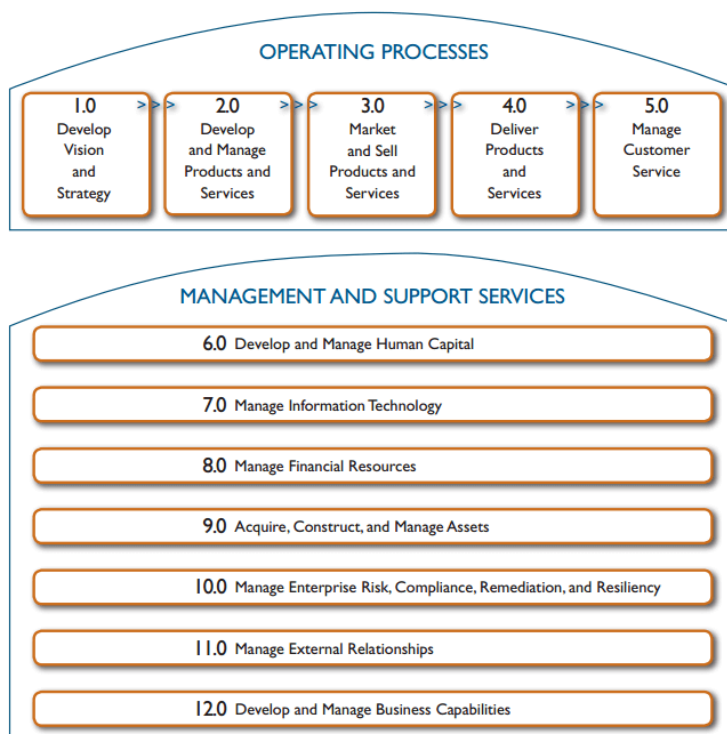 OPERATING PROCESSES
1.0 >>> 2.0 >>> 3.0 >>> 4.0 >>> 5.0
Develop
Vision
and
Strategy
Develop
and Manage
Products and
Services
Market
and Sell
Products and
Services
Deliver
Products
and
Services
Manage
Customer
Service
MANAGEMENT AND SUPPORT SERVICES
6.0 Develop and Manage Human Capital
7.0 Manage Information Technology
8.0 Manage Financial Resources
9.0 Acquire, Construct, and Manage Assets
10.0 Manage Enterprise Risk, Compliance, Remediation, and Resiliency
11.0 Manage External Relationships
12.0 Develop and Manage Business Capabilities